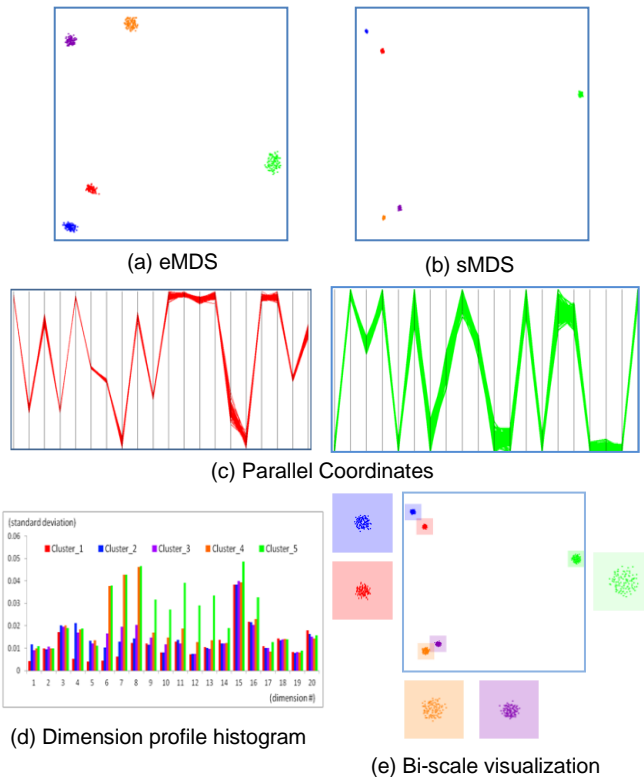 (a) eMDS
(b) sMDS
(c) Parallel Coordinates
(standard deviation)
0.06
0.05
0.04
0.03
0.02
0.01
0
Cluster_1 Cluster_2 Cluster_3 Cluster_4 Cluster_5
1 2 3 4 5 6 7 8 9 10 11 12 13 14 15 16 17 18 19 20
(dimension #)
(d) Dimension profile histogram
(e) Bi-scale visualization